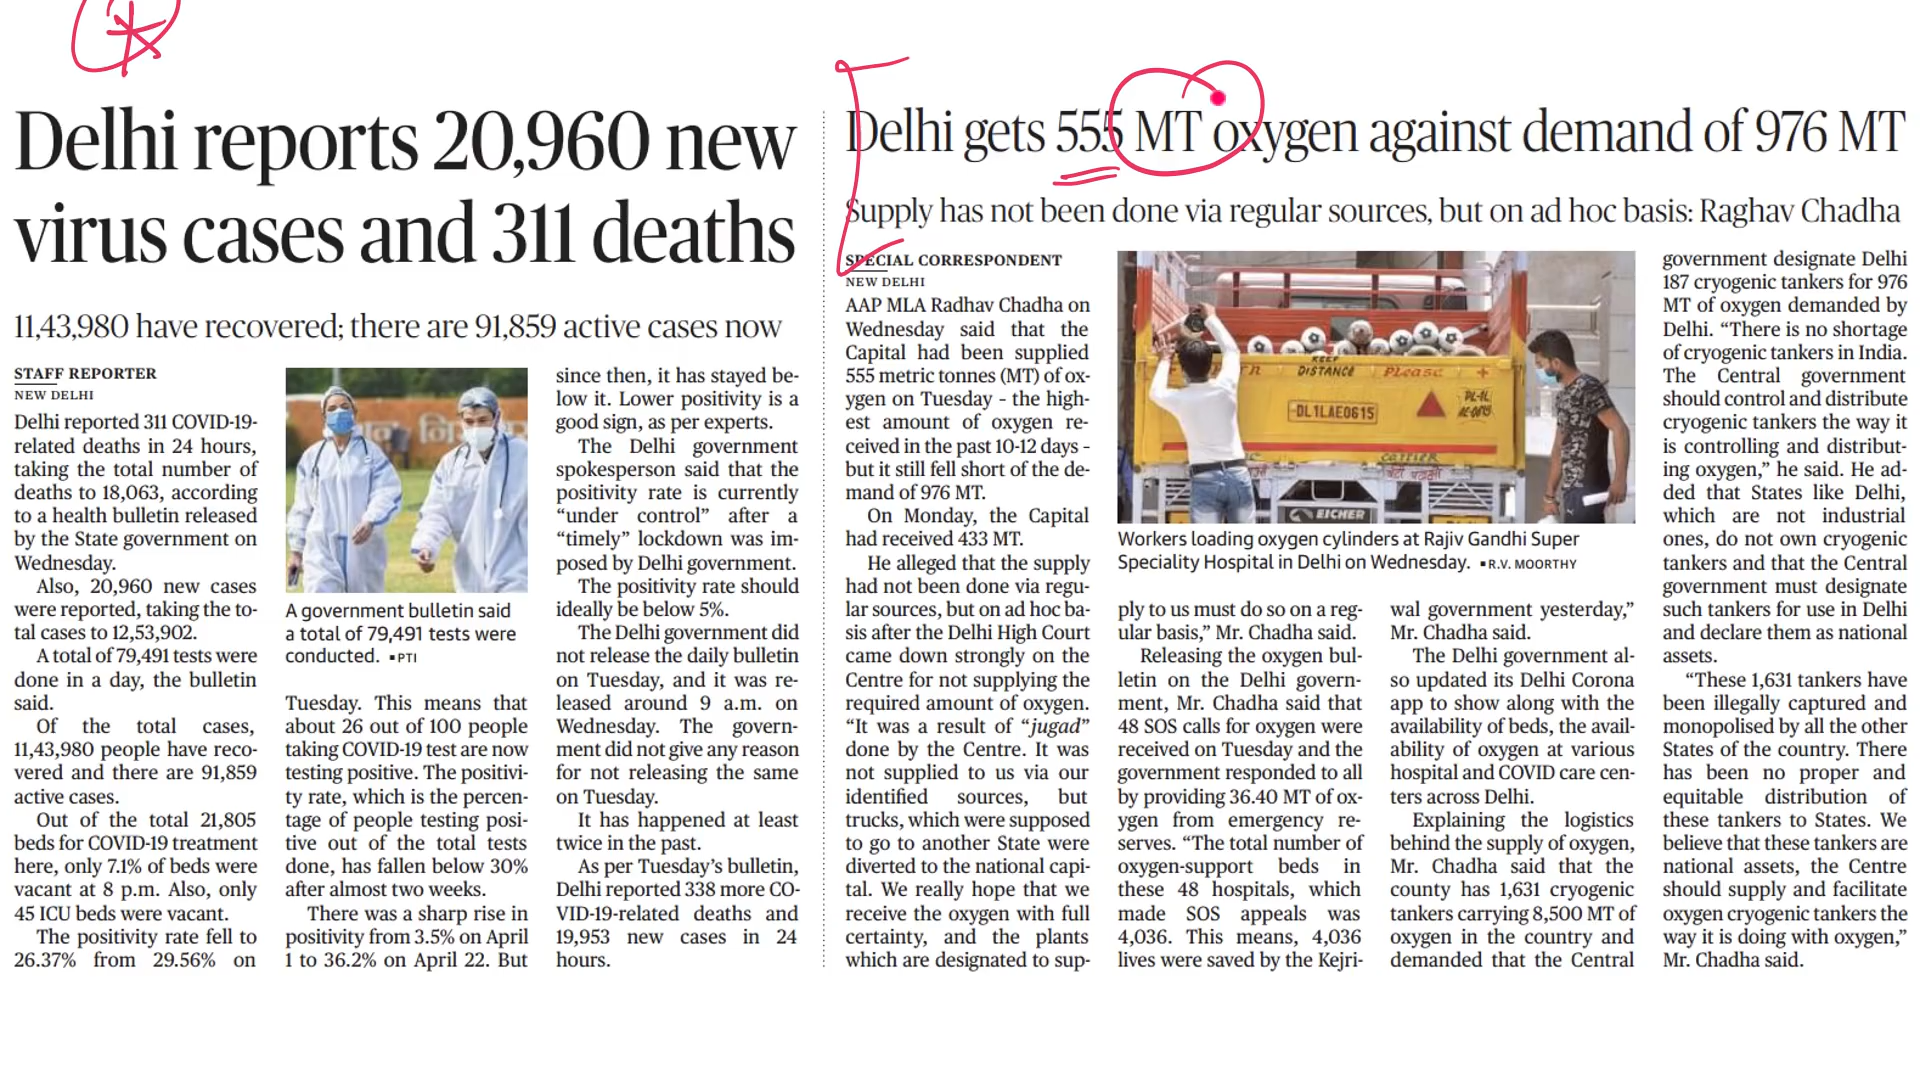 Delhi reports 20,960 new
virus cases and 311 deaths
11,43,980 have recovered; there are 91,859 active cases now
STAFF REPORTER
NEW DELHI
Delhi reported 311 COVID-19-
related deaths in 24 hours,
taking the total number of
deaths to 18,063, according
to a health bulletin released
by the State government on
Wednesday.
Also, 20,960 new cases
were reported, taking the to-
tal cases to 12,53,902.
A total of 79,491 tests were
done in a day, the bulletin
said.
Of the total cases,
11,43,980 people have reco-
vered and there are 91,859
active cases.
Out of the total 21,805
beds for COVID-19 treatment
here, only 7.1% of beds were
vacant at 8 p.m. Also, only
45 ICU beds were vacant.
The positivity rate fell to
26.37% from 29.56% on
A government bulletin said
a total of 79,491 tests were
conducted. ▪PTI
Tuesday. This means that
about 26 out of 100 people
taking COVID-19 test are now
testing positive. The positivi-
ty rate, which is the percen-
tage of people testing posi-
tive out of the total tests
done, has fallen below 30%
after almost two weeks.
There was a sharp rise in
positivity from 3.5% on April
1 to 36.2% on April 22. But
since then, it has stayed be-
low it. Lower positivity is a
good sign, as per experts.
The Delhi government
spokesperson said that the
positivity rate is currently
“under control” after a
“timely” lockdown was im-
posed by Delhi government.
The positivity rate should
ideally be below 5%.
The Delhi government did
not release the daily bulletin
on Tuesday, and it was re-
leased around 9 a.m. on
Wednesday. The govern-
ment did not give any reason
for not releasing the same
on Tuesday.
It has happened at least
twice in the past.
As per Tuesday’s bulletin,
Delhi reported 338 more CO-
VID-19-related deaths and
19,953 new cases in 24
hours.
Delhi gets 555 MT oxygen against demand of 976 MT
Supply has not been done via regular sources, but on ad hoc basis: Raghav Chadha
SPECIAL CORRESPONDENT
NEW DELHI
AAP MLA Radhav Chadha on
Wednesday said that the
Capital had been supplied
555 metric tonnes (MT) of ox-
ygen on Tuesday - the high-
est amount of oxygen re-
ceived in the past 10-12 days -
but it still fell short of the de-
mand of 976 MT.
On Monday, the Capital
had received 433 MT.
He alleged that the supply
had not been done via regu-
lar sources, but on ad hoc ba-
sis after the Delhi High Court
came down strongly on the
Centre for not supplying the
required amount of oxygen.
“It was a result of “jugad”
done by the Centre. It was
not supplied to us via our
identified sources, but
trucks, which were supposed
to go to another State were
diverted to the national capi-
tal. We really hope that we
receive the oxygen with full
certainty, and the plants
which are designated to sup-
KEEP
DISTANCE Please
DL1LAE0615
CARRIER
EICHER
Workers loading oxygen cylinders at Rajiv Gandhi Super
Speciality Hospital in Delhi on Wednesday. ▪R.V. MOORTHY
ply to us must do so on a reg-
ular basis,” Mr. Chadha said.
Releasing the oxygen bul-
letin on the Delhi govern-
ment, Mr. Chadha said that
48 SOS calls for oxygen were
received on Tuesday and the
government responded to all
by providing 36.40 MT of ox-
ygen from emergency re-
serves. “The total number of
oxygen-support beds in
these 48 hospitals, which
made SOS appeals was
4,036. This means, 4,036
lives were saved by the Kejri-
wal government yesterday,”
Mr. Chadha said.
The Delhi government al-
so updated its Delhi Corona
app to show along with the
availability of beds, the avail-
ability of oxygen at various
hospital and COVID care cen-
ters across Delhi.
Explaining the logistics
behind the supply of oxygen,
Mr. Chadha said that the
county has 1,631 cryogenic
tankers carrying 8,500 MT of
oxygen in the country and
demanded that the Central
government designate Delhi
187 cryogenic tankers for 976
MT of oxygen demanded by
Delhi. “There is no shortage
of cryogenic tankers in India.
The Central government
should control and distribute
cryogenic tankers the way it
is controlling and distribut-
ing oxygen,” he said. He ad-
ded that States like Delhi,
which are not industrial
ones, do not own cryogenic
tankers and that the Central
government must designate
such tankers for use in Delhi
and declare them as national
assets.
“These 1,631 tankers have
been illegally captured and
monopolised by all the other
States of the country. There
has been no proper and
equitable distribution of
these tankers to States. We
believe that these tankers are
national assets, the Centre
should supply and facilitate
oxygen cryogenic tankers the
way it is doing with oxygen,”
Mr. Chadha said.